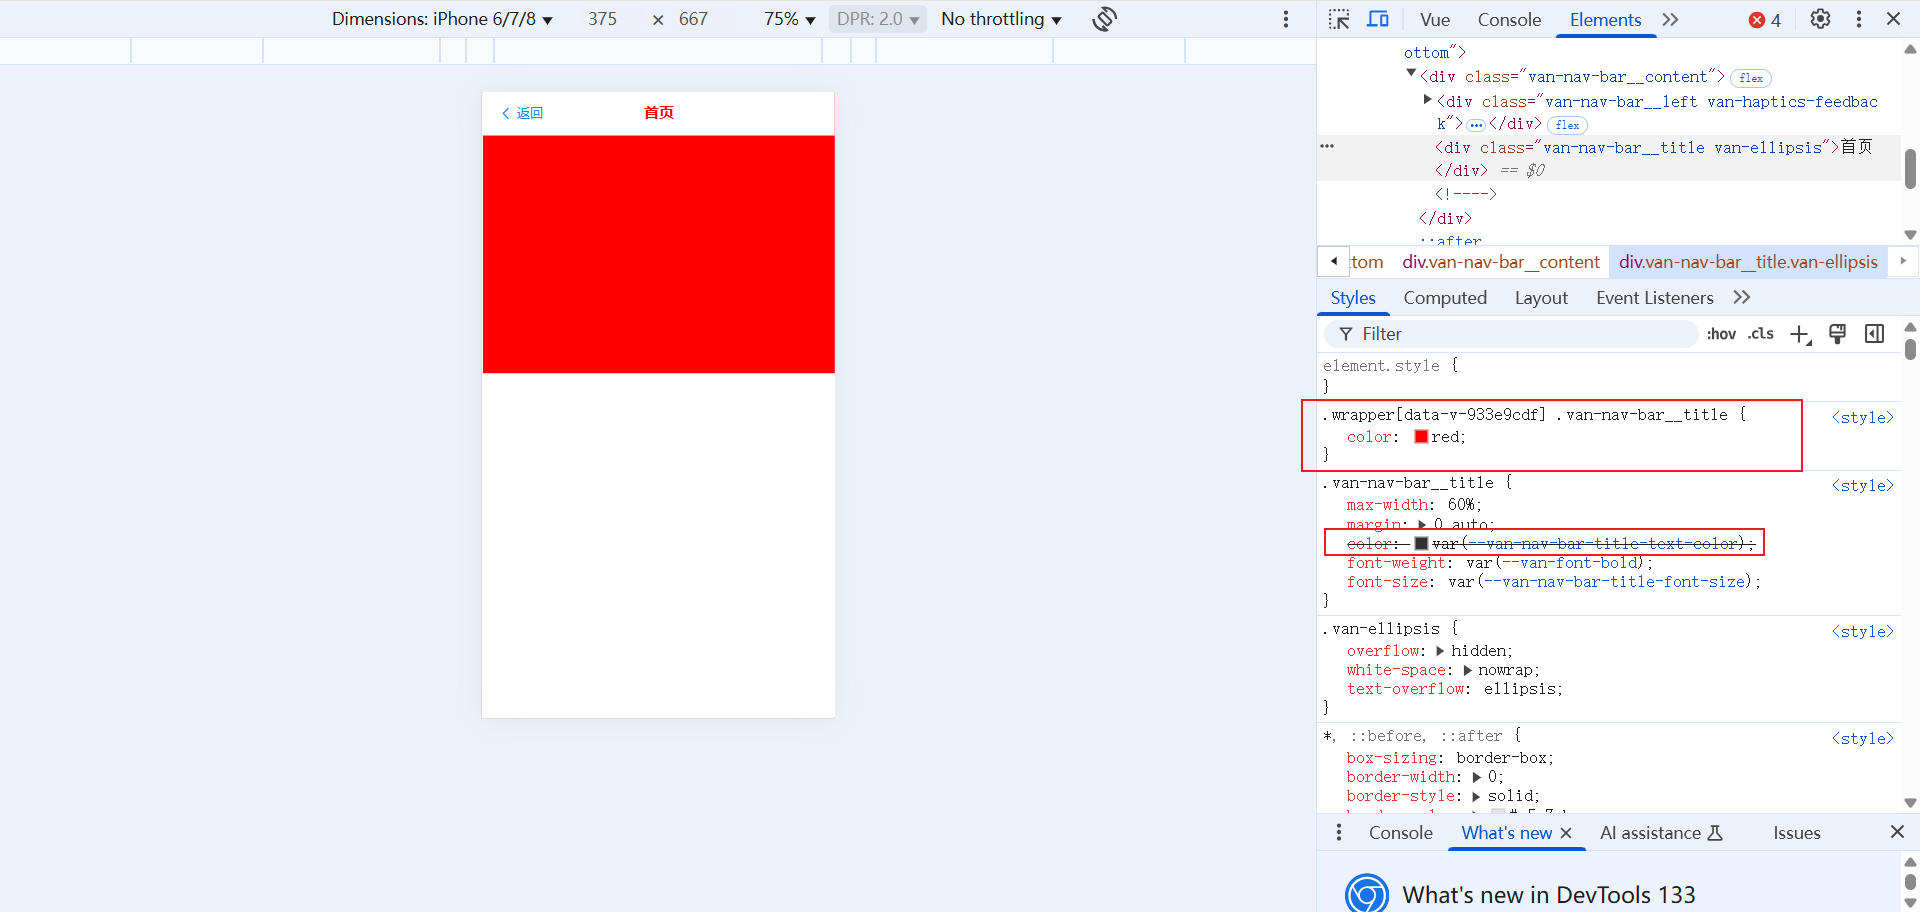 Dimensions: iPhone 6/7/8 ▼ 375 × 667 75% ▼ DPR: 2.0 ▼ No throttling ▼
Vue Console Elements 4
ottom">
<div class="van-nav-bar__content"> flex
<div class="van-nav-bar__left van-haptics-feedbac
k"> ••• </div> flex
<div class="van-nav-bar__title van-ellipsis">首页
</div> == $0
<!---->
</div>
::after
tom div.van-nav-bar__content div.van-nav-bar__title.van-ellipsis
Styles Computed Layout Event Listeners
Filter :hov .cls
element.style {
}
.wrapper[data-v-933e9cdf] .van-nav-bar__title { <style>
color: red;
}
.van-nav-bar__title { <style>
max-width: 60%;
margin: 0 auto;
color: var(--van-nav-bar-title-text-color);
font-weight: var(--van-font-bold);
font-size: var(--van-nav-bar-title-font-size);
}
.van-ellipsis { <style>
overflow: hidden;
white-space: nowrap;
text-overflow: ellipsis;
}
*, ::before, ::after { <style>
box-sizing: border-box;
border-width: 0;
border-style: solid;
Console What's new AI assistance Issues
What's new in DevTools 133
返回 首页